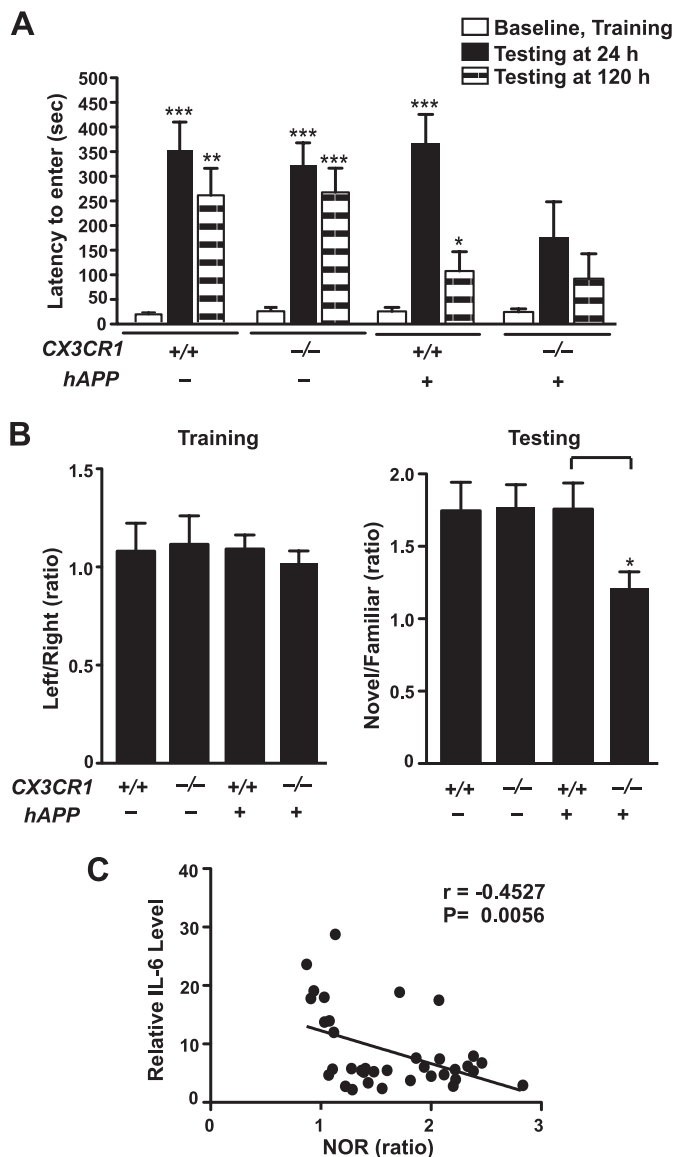 A
Baseline, Training
Testing at 24 h
Testing at 120 h
Latency to enter (sec)
500
450
400
350
300
250
200
150
100
50
0
*** ** *** *** *** *
CX3CR1 +/+ –/– +/+ –/–
hAPP – – + +
B
Training
Left/Right (ratio)
1.5
1.0
0.5
0
CX3CR1 +/+ –/– +/+ –/–
hAPP – – + +
Testing
Novel/Familiar (ratio)
2.0
1.5
1.0
0.5
0
*
+/+ –/– +/+ –/–
– – + +
C
r = -0.4527
P= 0.0056
Relative IL-6 Level
40
30
20
10
0
0 1 2 3
NOR (ratio)